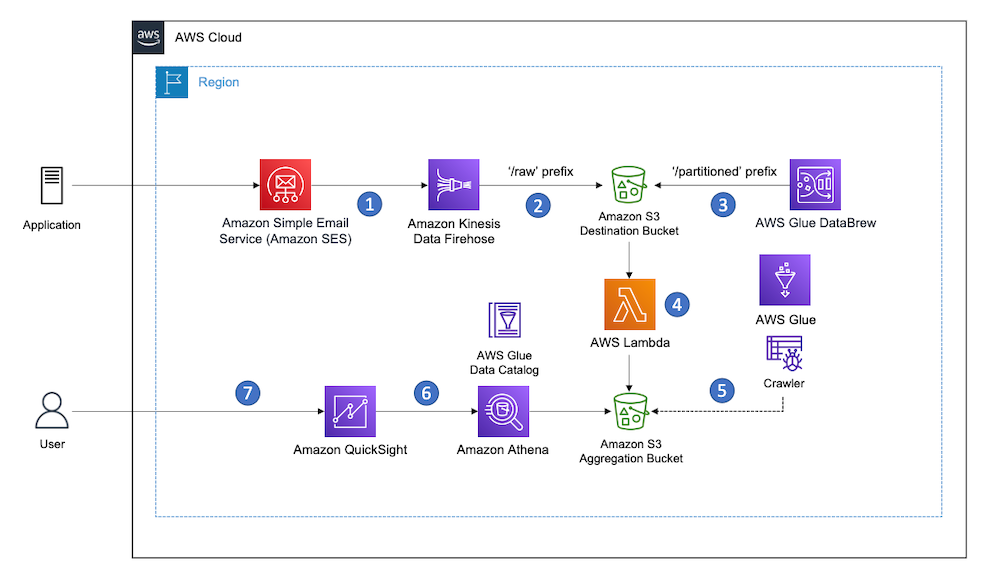 aws
AWS Cloud
Region
'/raw' prefix
'/partitioned' prefix
1
2
3
Application
Amazon Simple Email
Service (Amazon SES)
Amazon Kinesis
Data Firehose
Amazon S3
Destination Bucket
AWS Glue DataBrew
4
AWS Lambda
AWS Glue
AWS Glue
Data Catalog
Crawler
5
6
7
User
Amazon QuickSight
Amazon Athena
Amazon S3
Aggregation Bucket